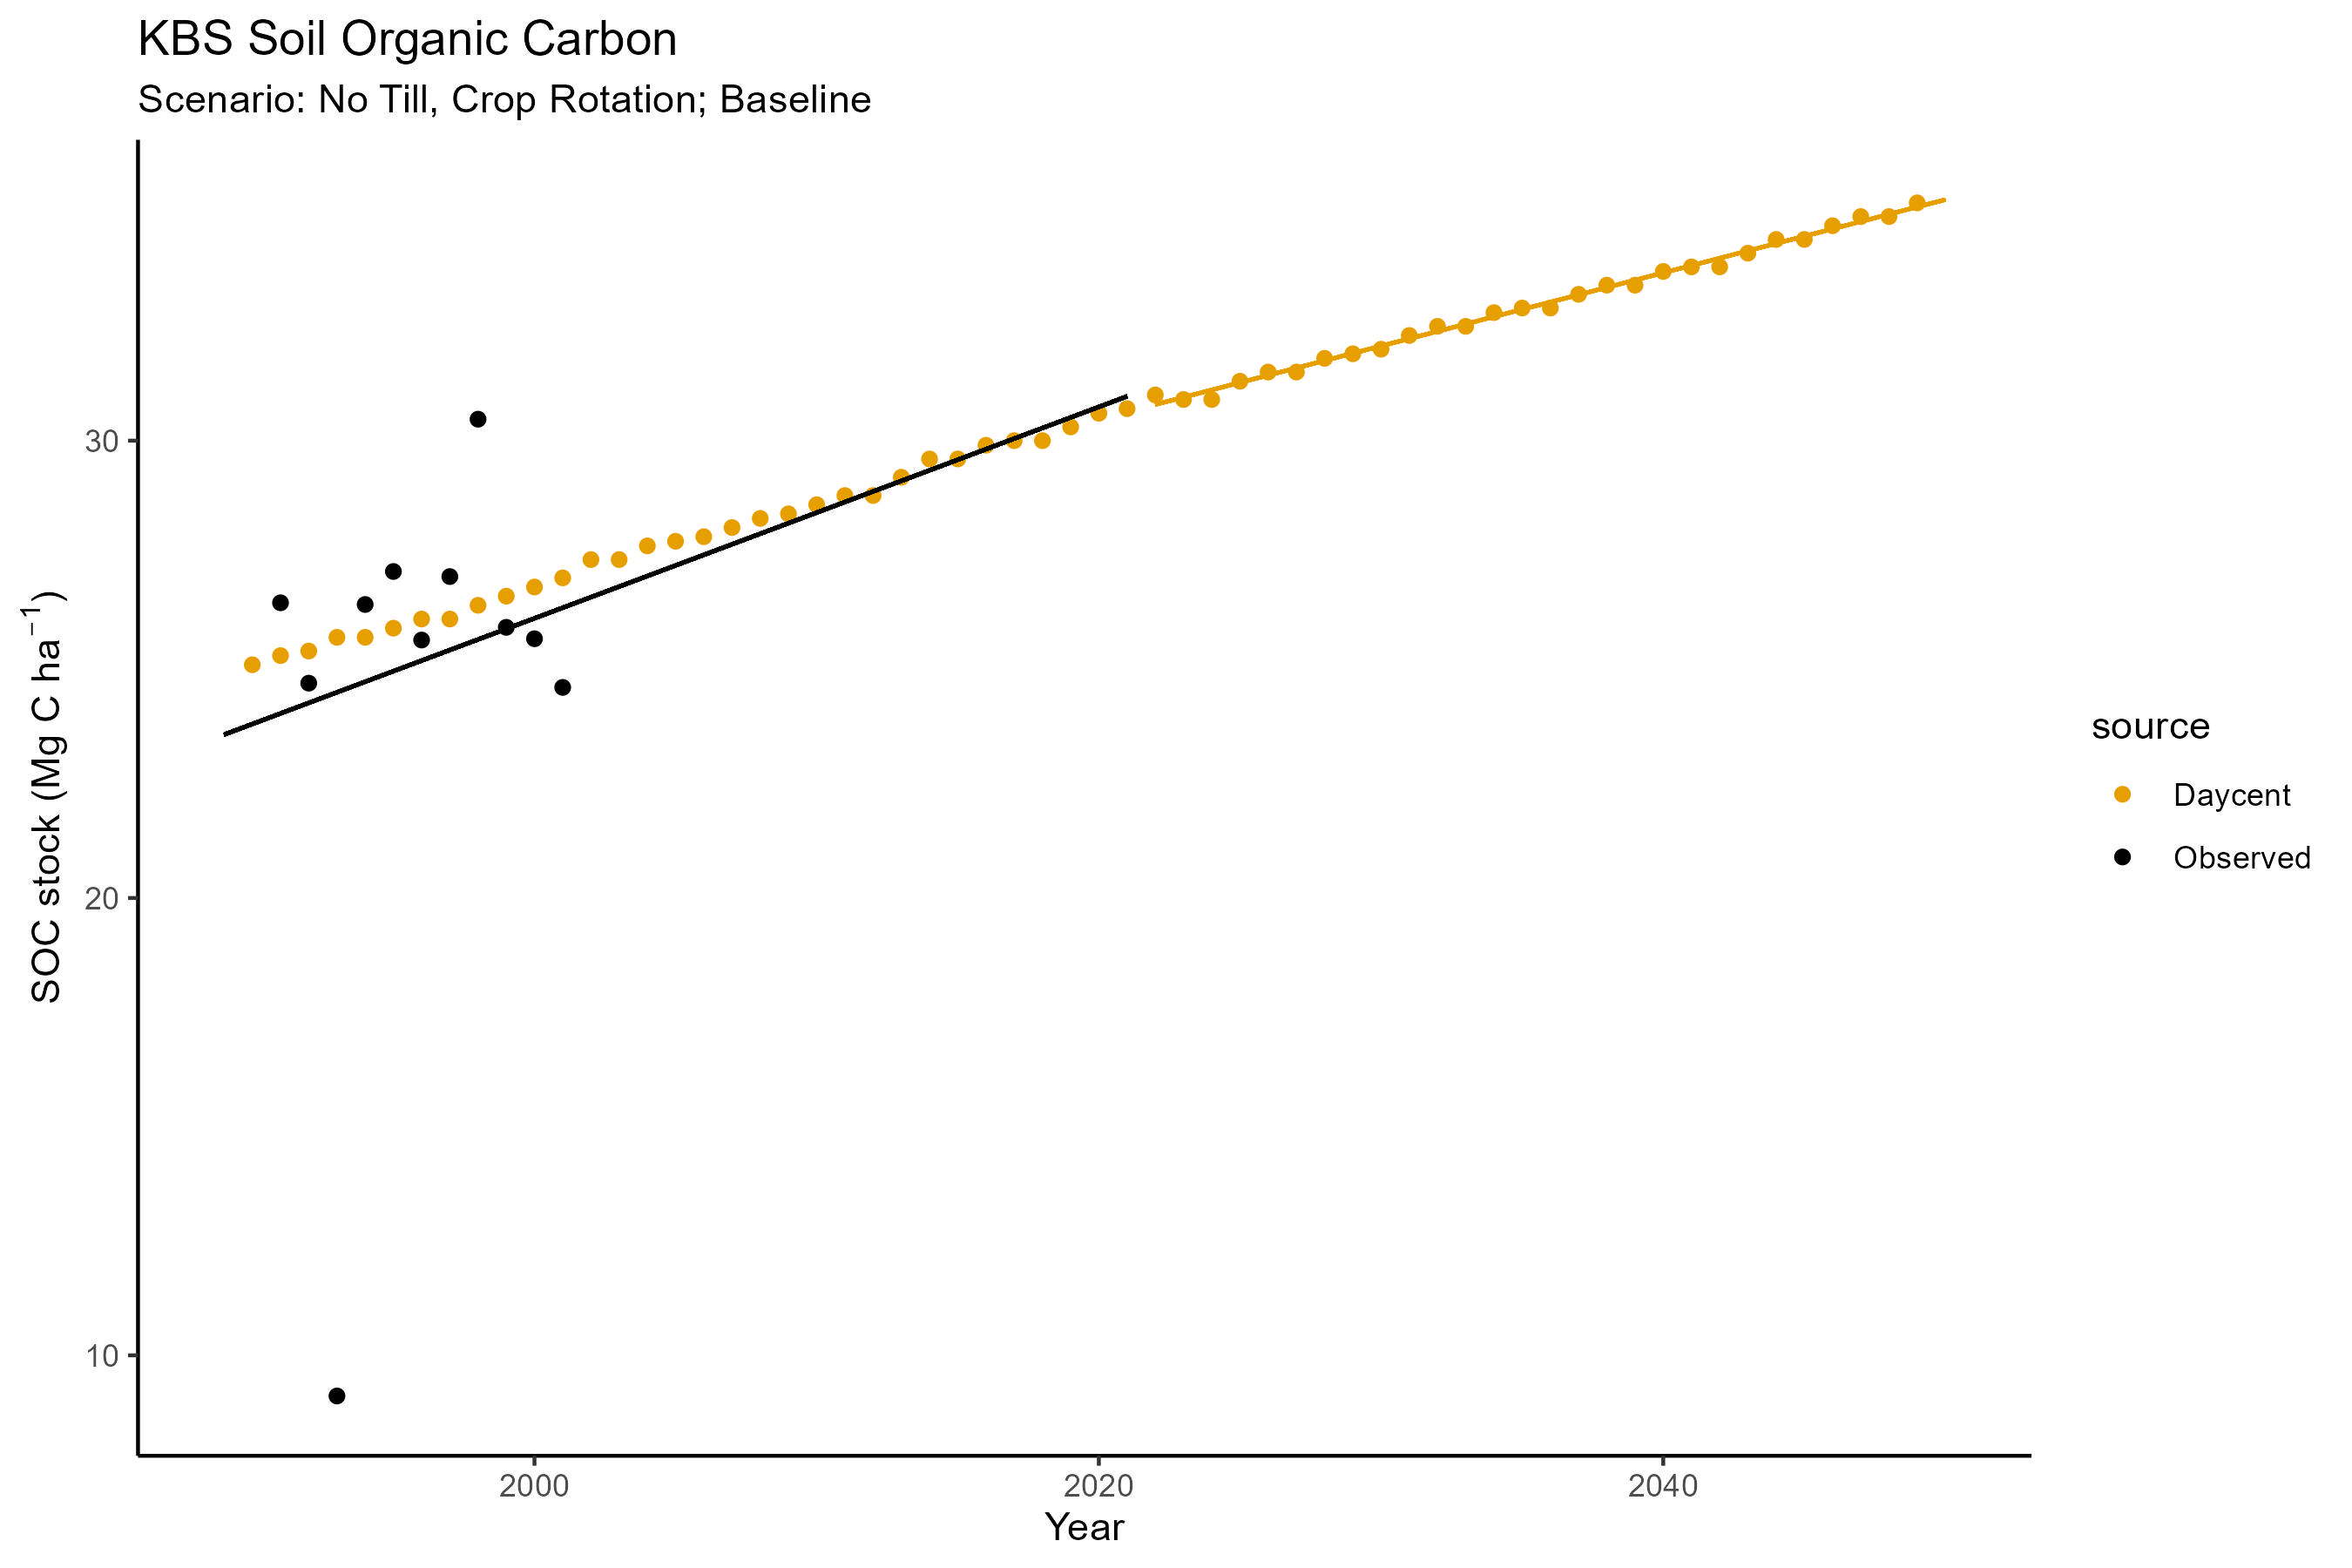 KBS Soil Organic Carbon
Scenario: No Till, Crop Rotation; Baseline
SOC stock (Mg C ha⁻¹)
30
20
10
2000
2020
2040
Year
source
Daycent
Observed